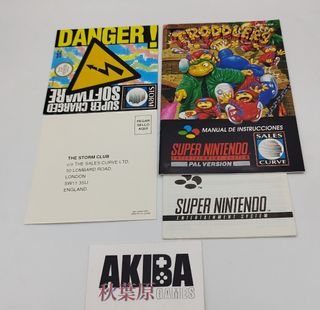 DANGER!
SUPER CHARGED
SOFTWARE
STORM
PEGAR
SELLO
AQUI
THE STORM CLUB
c/o THE SALES CURVE LTD,
50 LOMBARD ROAD,
LONDON
SW11 3SU
ENGLAND
TRODDLERS
MANUAL DE INSTRUCCIONES
SUPER NINTENDO
ENTERTAINMENT SYSTEM
PAL VERSION
SALES
CURVE
SUPER NINTENDO
ENTERTAINMENT SYSTEM
AKIBA
秋葉原
GAMES